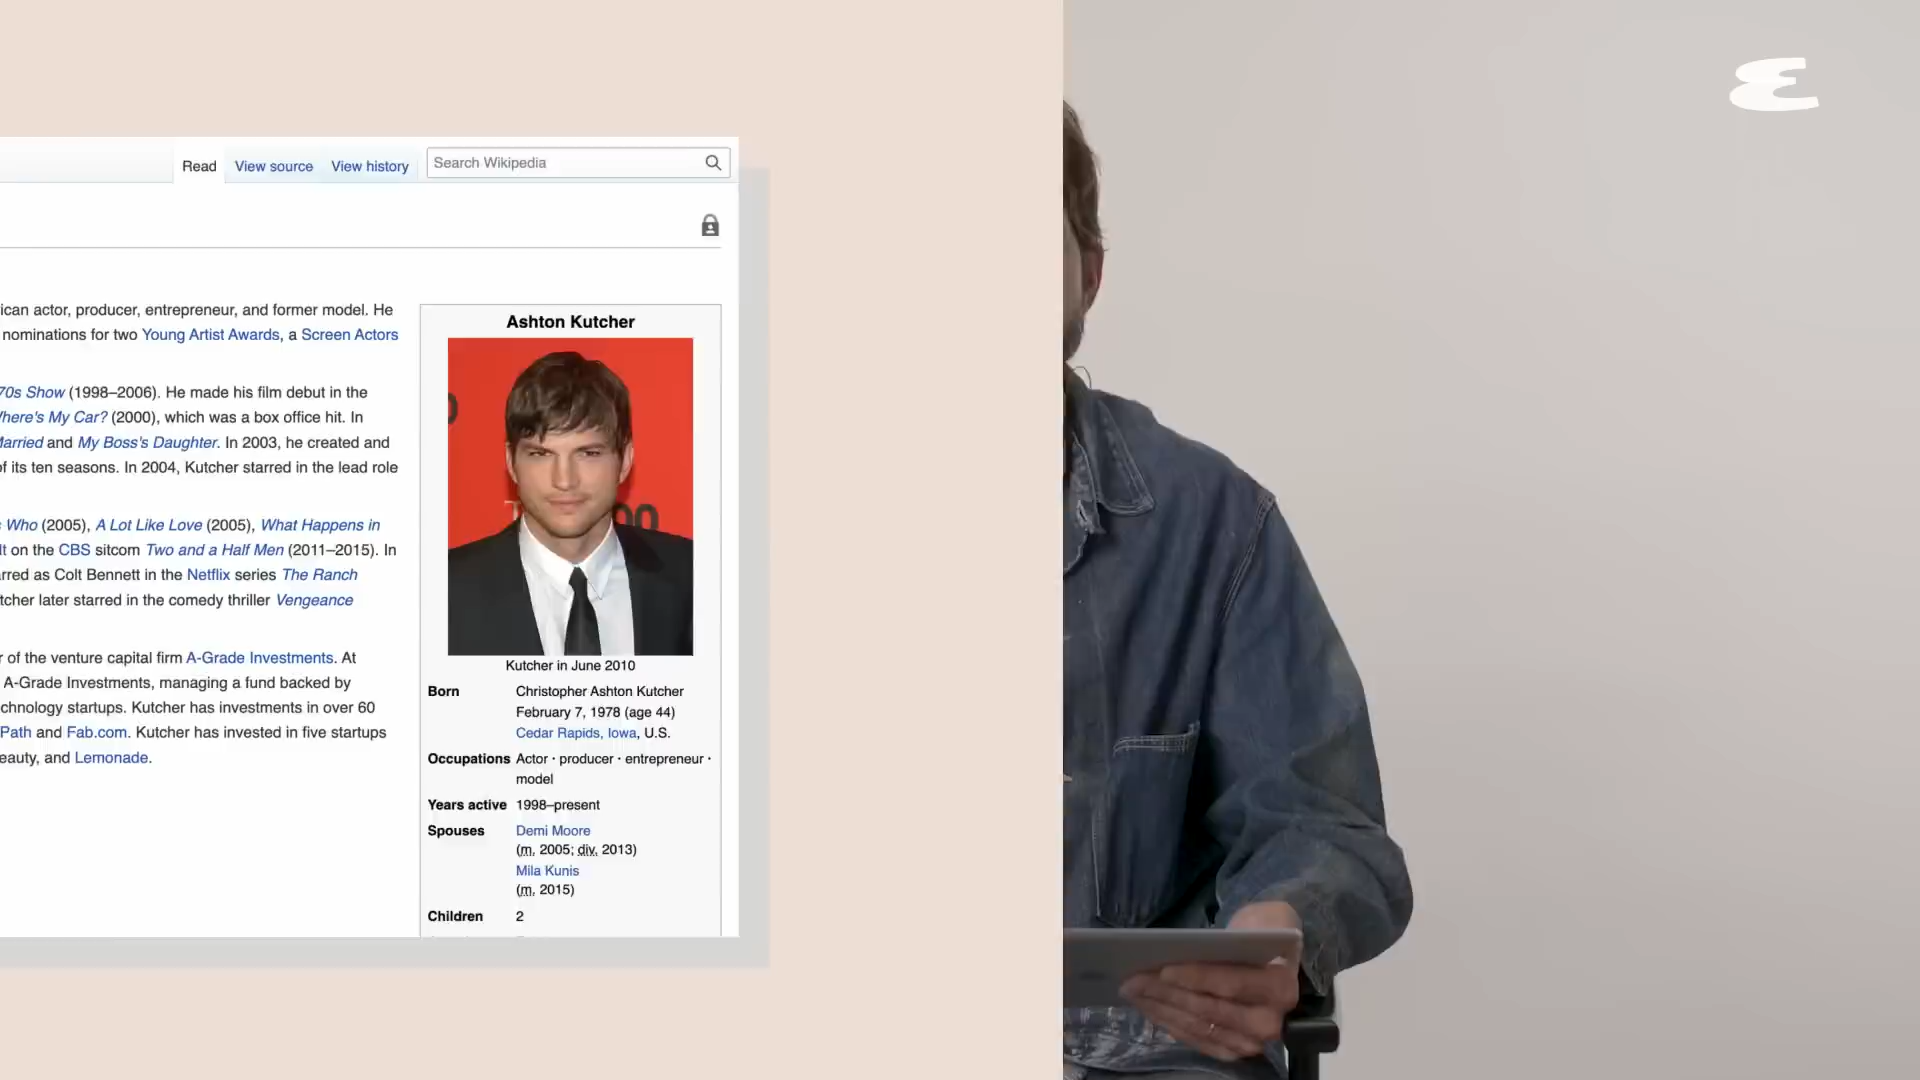 Read
View source
View history
Search Wikipedia
ican actor, producer, entrepreneur, and former model. He
nominations for two Young Artist Awards, a Screen Actors
70s Show (1998–2006). He made his film debut in the
Where's My Car? (2000), which was a box office hit. In
Married and My Boss's Daughter. In 2003, he created and
of its ten seasons. In 2004, Kutcher starred in the lead role
s Who (2005), A Lot Like Love (2005), What Happens in
lt on the CBS sitcom Two and a Half Men (2011–2015). In
rred as Colt Bennett in the Netflix series The Ranch
tcher later starred in the comedy thriller Vengeance
r of the venture capital firm A-Grade Investments. At
A-Grade Investments, managing a fund backed by
chnology startups. Kutcher has investments in over 60
Path and Fab.com. Kutcher has invested in five startups
eauty, and Lemonade.
Ashton Kutcher
Kutcher in June 2010
Born Christopher Ashton Kutcher
February 7, 1978 (age 44)
Cedar Rapids, Iowa, U.S.
Occupations Actor · producer · entrepreneur ·
model
Years active 1998–present
Spouses Demi Moore
(m. 2005; div. 2013)
Mila Kunis
(m. 2015)
Children 2